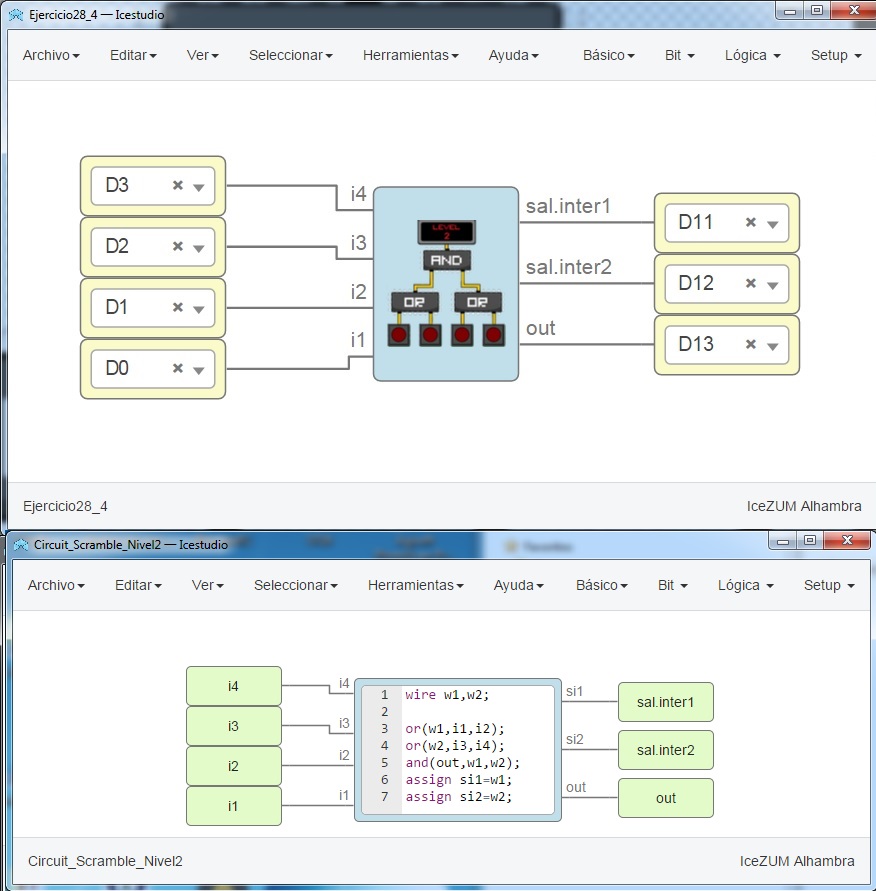 Ejercicio28_4 — Icestudio
Archivo Editar Ver Seleccionar Herramientas Ayuda Básico Bit Lógica Setup
D3
D2
D1
D0
i4
i3
i2
i1
LEVEL
2
AND
OR OR
sal.inter1
sal.inter2
out
D11
D12
D13
Ejercicio28_4 IceZUM Alhambra
Circuit_Scramble_Nivel2 — Icestudio
Archivo Editar Ver Seleccionar Herramientas Ayuda Básico Bit Lógica Setup
i4
i3
i2
i1
i4
i3
i2
i1
1 wire w1,w2;
2
3 or(w1,i1,i2);
4 or(w2,i3,i4);
5 and(out,w1,w2);
6 assign si1=w1;
7 assign si2=w2;
si1
si2
out
sal.inter1
sal.inter2
out
Circuit_Scramble_Nivel2 IceZUM Alhambra